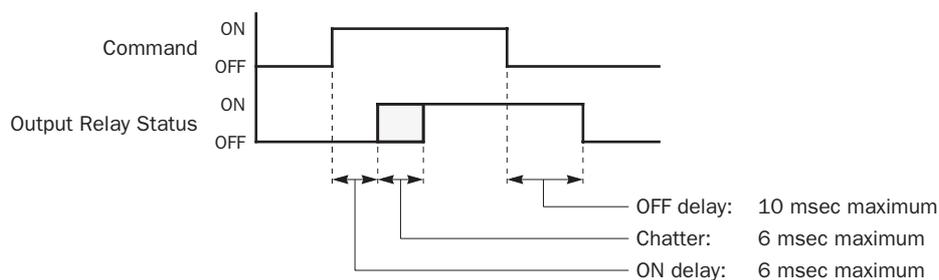 Command
ON
OFF
Output Relay Status
ON
OFF
OFF delay: 10 msec maximum
Chatter: 6 msec maximum
ON delay: 6 msec maximum